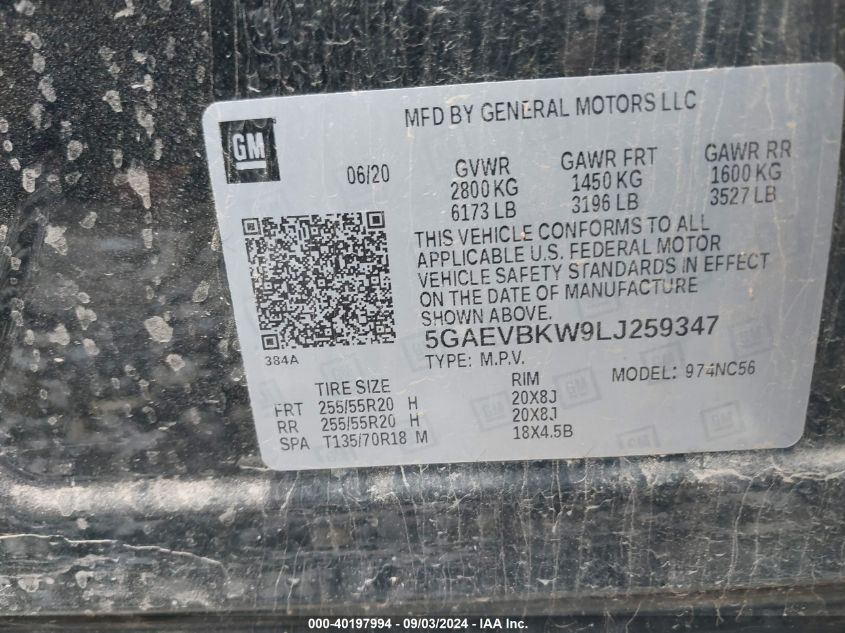 MFD BY GENERAL MOTORS LLC
GM
06/20
GVWR GAWR FRT GAWR RR
2800 KG 1450 KG 1600 KG
6173 LB 3196 LB 3527 LB
THIS VEHICLE CONFORMS TO ALL
APPLICABLE U.S. FEDERAL MOTOR
VEHICLE SAFETY STANDARDS IN EFFECT
ON THE DATE OF MANUFACTURE
SHOWN ABOVE.
384A
5GAEVBKW9LJ259347
TYPE: M.P.V.
MODEL: 974NC56
TIRE SIZE RIM
FRT 255/55R20 H 20X8J
RR 255/55R20 H 20X8J
SPA T135/70R18 M 18X4.5B
000-40197994 - 09/03/2024 - © IAA, Inc.